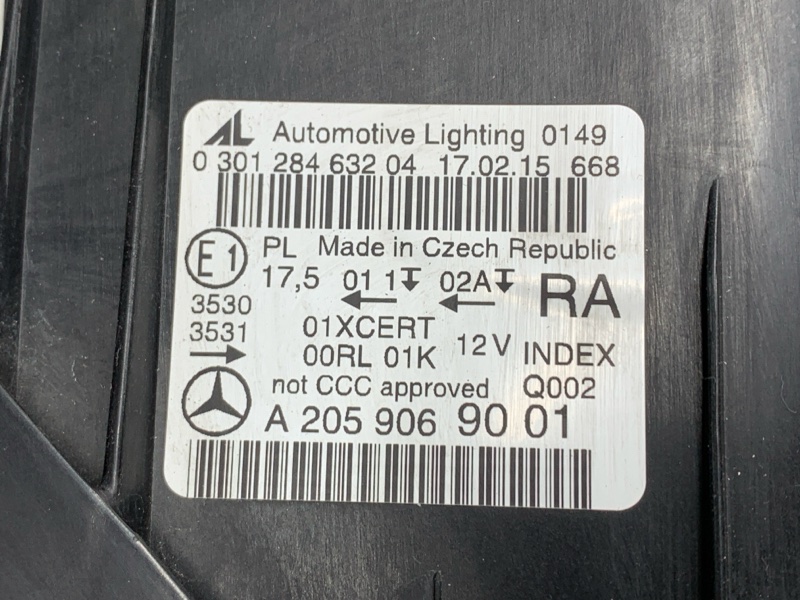 AL Automotive Lighting 0149
0 301 284 632 04 17.02.15 668
E1 PL Made in Czech Republic
17,5 01 1 02A RA
3530
3531 01XCERT
00RL 01K 12V INDEX
not CCC approved Q002
A 205 906 90 01